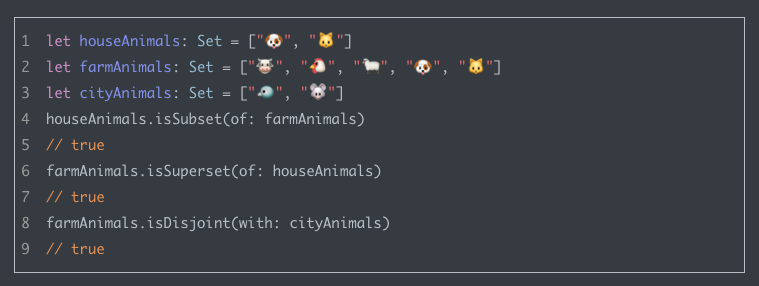 1 let houseAnimals: Set = ["🐶", "🐱"]
2 let farmAnimals: Set = ["🐮", "🐔", "🐑", "🐶", "🐱"]
3 let cityAnimals: Set = ["🐦", "🐭"]
4 houseAnimals.isSubset(of: farmAnimals)
5 // true
6 farmAnimals.isSuperset(of: houseAnimals)
7 // true
8 farmAnimals.isDisjoint(with: cityAnimals)
9 // true